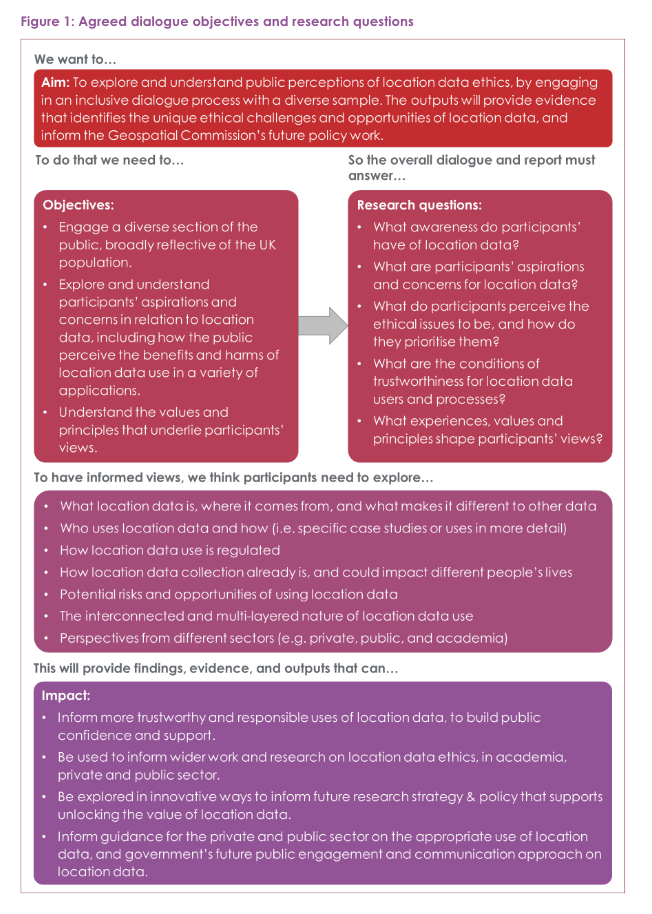 Figure 1: Agreed dialogue objectives and research questions
We want to…
Aim: To explore and understand public perceptions of location data ethics, by engaging
in an inclusive dialogue process with a diverse sample. The outputs will provide evidence
that identifies the unique ethical challenges and opportunities of location data, and
inform the Geospatial Commission's future policy work.
To do that we need to…
Objectives:
• Engage a diverse section of the
public, broadly reflective of the UK
population.
• Explore and understand
participants' aspirations and
concerns in relation to location
data, including how the public
perceive the benefits and harms of
location data use in a variety of
applications.
• Understand the values and
principles that underlie participants'
views.
So the overall dialogue and report must
answer…
Research questions:
• What awareness do participants'
have of location data?
• What are participants' aspirations
and concerns for location data?
• What do participants perceive the
ethical issues to be, and how do
they prioritise them?
• What are the conditions of
trustworthiness for location data
users and processes?
• What experiences, values and
principles shape participants' views?
To have informed views, we think participants need to explore…
• What location data is, where it comes from, and what makes it different to other data
• Who uses location data and how (i.e. specific case studies or uses in more detail)
• How location data use is regulated
• How location data collection already is, and could impact different people's lives
• Potential risks and opportunities of using location data
• The interconnected and multi-layered nature of location data use
• Perspectives from different sectors (e.g. private, public, and academia)
This will provide findings, evidence, and outputs that can…
Impact:
• Inform more trustworthy and responsible uses of location data, to build public
confidence and support.
• Be used to inform wider work and research on location data ethics, in academia,
private and public sector.
• Be explored in innovative ways to inform future research strategy & policy that supports
unlocking the value of location data.
• Inform guidance for the private and public sector on the appropriate use of location
data, and government's future public engagement and communication approach on
location data.